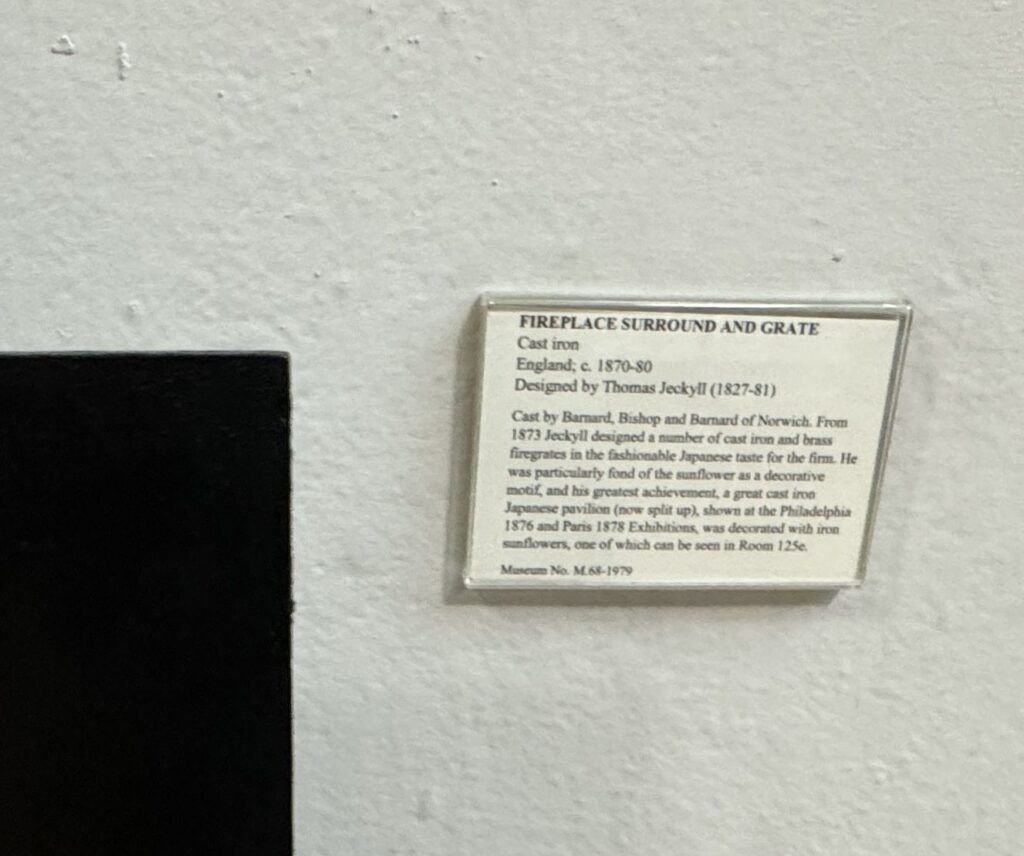 FIREPLACE SURROUND AND GRATE
Cast iron
England; c. 1870-80
Designed by Thomas Jeckyll (1827-81)
Cast by Barnard, Bishop and Barnard of Norwich. From
1873 Jeckyll designed a number of cast iron and brass
firegrates in the fashionable Japanese taste for the firm. He
was particularly fond of the sunflower as a decorative
motif, and his greatest achievement, a great cast iron
Japanese pavilion (now split up), shown at the Philadelphia
1876 and Paris 1878 Exhibitions, was decorated with iron
sunflowers, one of which can be seen in Room 125e.
Museum No. M.68-1979